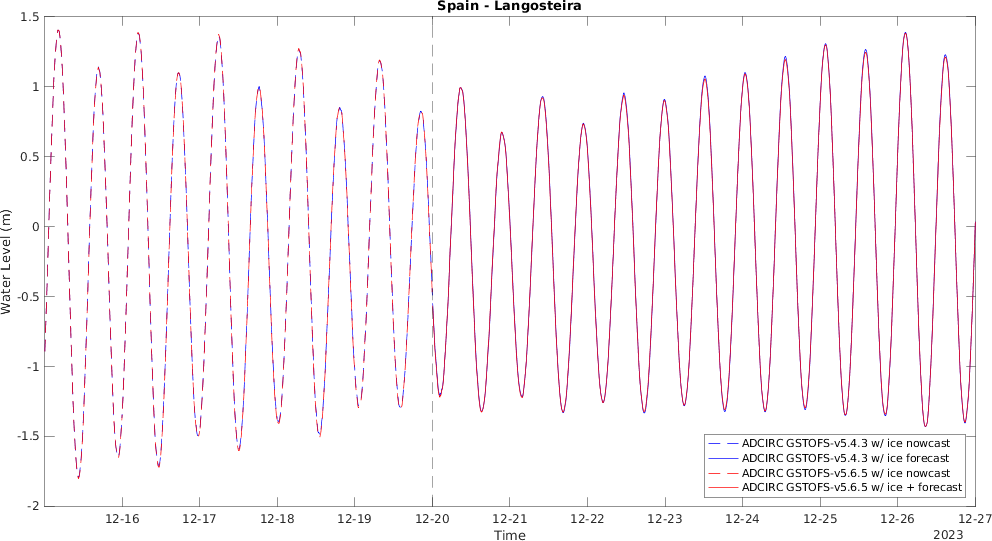 Spain - Langosteira
1.5
1
0.5
0
-0.5
-1
-1.5
-2
Water Level (m)
12-16 12-17 12-18 12-19 12-20 12-21 12-22 12-23 12-24 12-25 12-26 12-27
Time
2023
ADCIRC GSTOFS-v5.4.3 w/ ice nowcast
ADCIRC GSTOFS-v5.4.3 w/ ice forecast
ADCIRC GSTOFS-v5.6.5 w/ ice nowcast
ADCIRC GSTOFS-v5.6.5 w/ ice + forecast